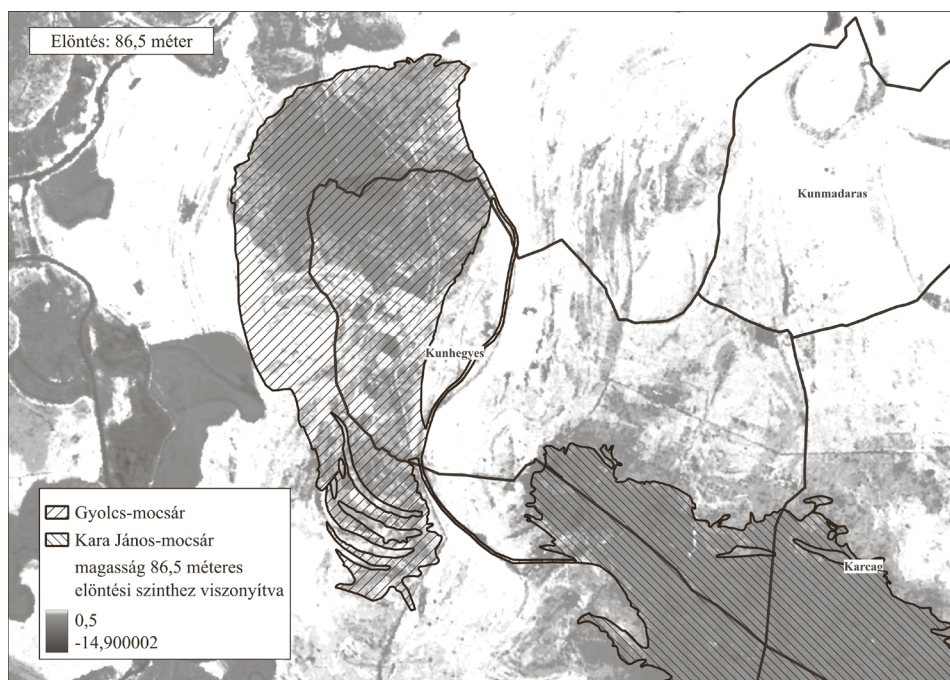 Elöntés: 86,5 méter
Kunmadaras
Kunhegyes
Karcag
Gyolcs-mocsár
Kara János-mocsár
magasság 86,5 méteres
elöntési szinthez viszonyítva
0,5
-14,900002